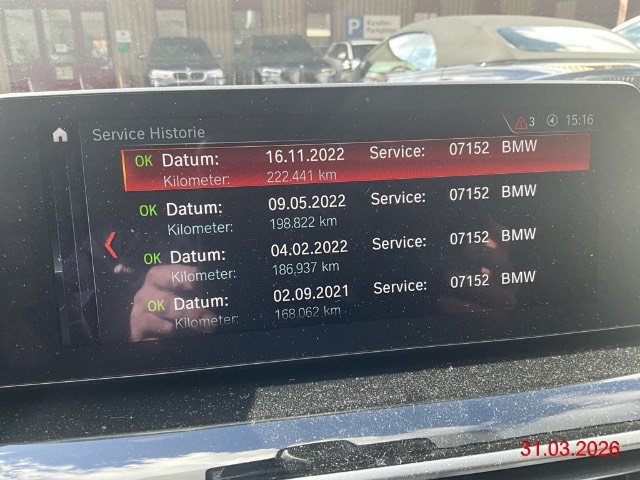 P Kunden-
Service Historie
3 15:16
OK Datum: 16.11.2022 Service: 07152 BMW
Kilometer: 222.441 km
OK Datum: 09.05.2022 Service: 07152 BMW
Kilometer: 198.822 km
OK Datum: 04.02.2022 Service: 07152 BMW
Kilometer: 186,937 km
OK Datum: 02.09.2021 Service: 07152 BMW
Kilometer: 168.062 km
31.03.2026